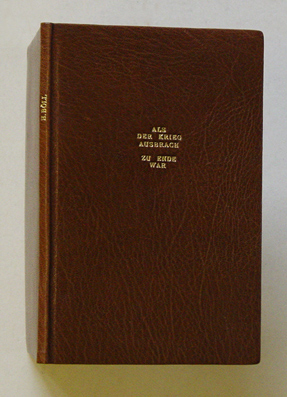 H. BÖLL
ALS
DER KRIEG
AUSBRACH
ZU ENDE
WAR